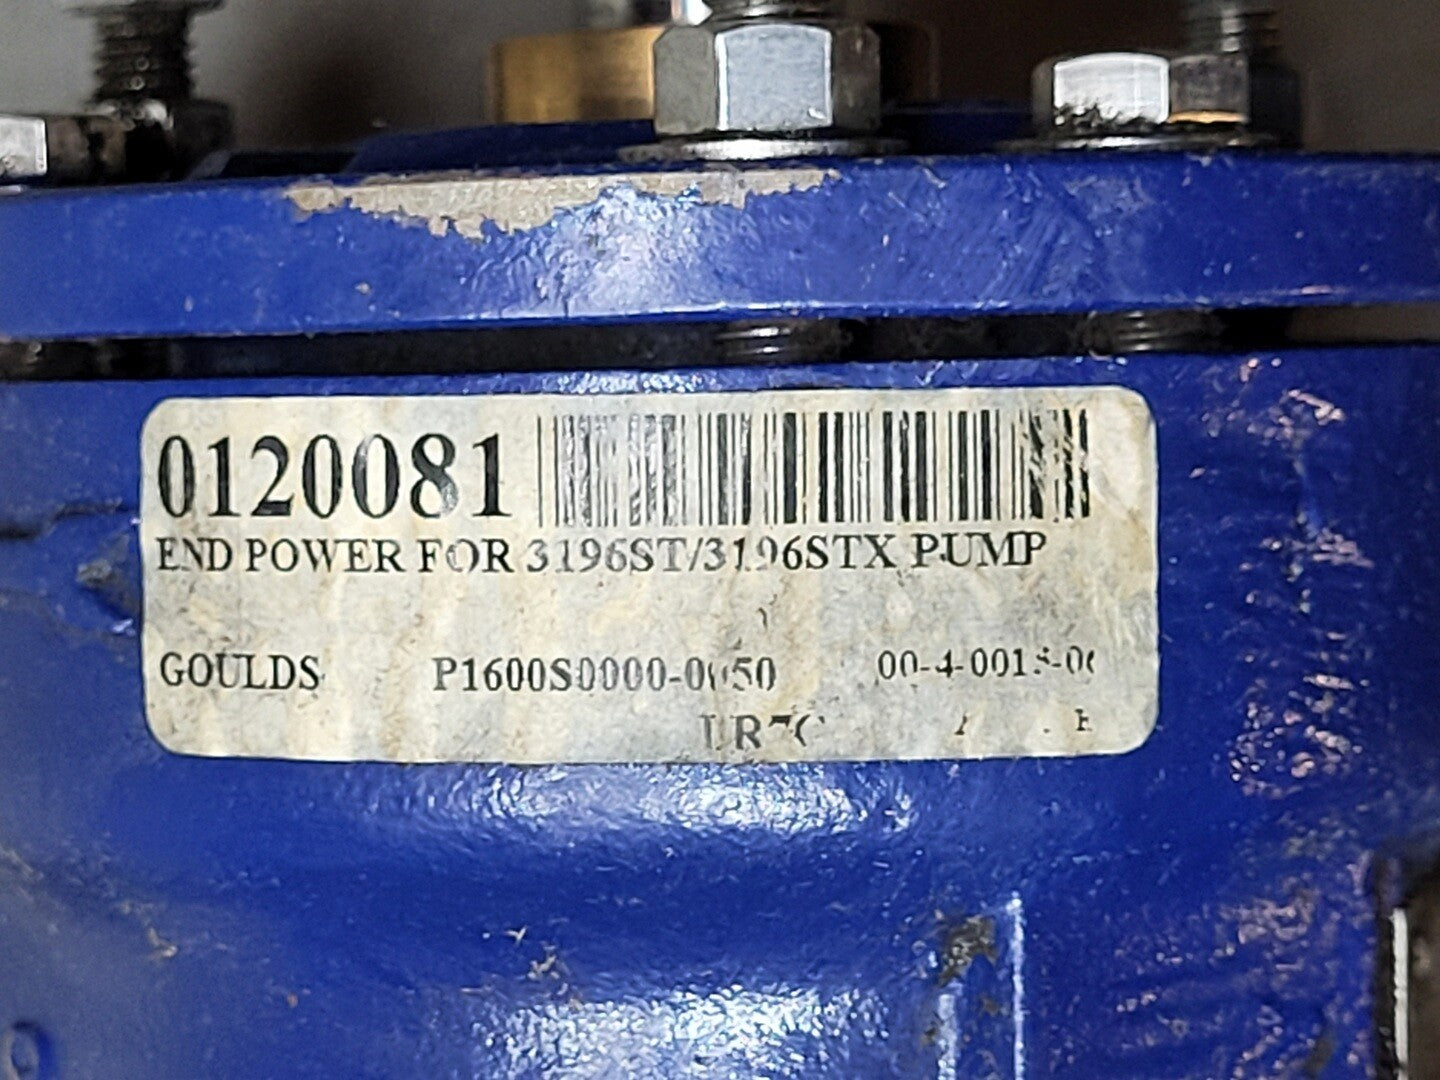 0120081
END POWER FOR 3196ST/3196STX PUMP
GOULDS P1600S0000-0050